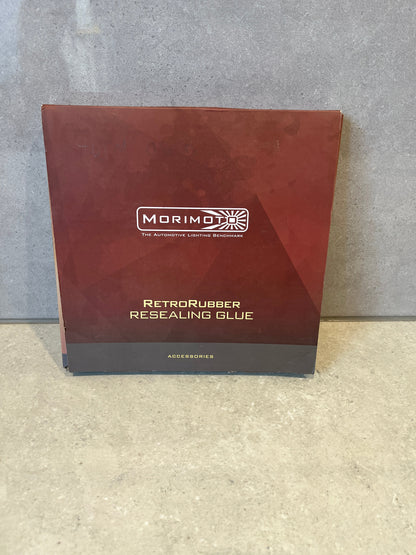 MORIMOTO
THE AUTOMOTIVE LIGHTING BENCHMARK
RETRORUBBER
RESEALING GLUE
ACCESSORIES